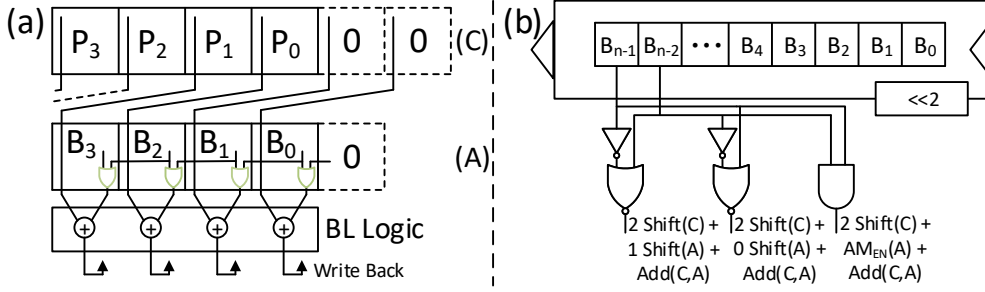 (a)
P3 P2 P1 P0 0 0 (C)
B3 B2 B1 B0 0 (A)
+ + + + BL Logic
Write Back
(b)
Bn-1 Bn-2 ••• B4 B3 B2 B1 B0
<<2
2 Shift(C) +
1 Shift(A) +
Add(C,A)
2 Shift(C) +
0 Shift(A) +
Add(C,A)
2 Shift(C) +
AMEN(A) +
Add(C,A)